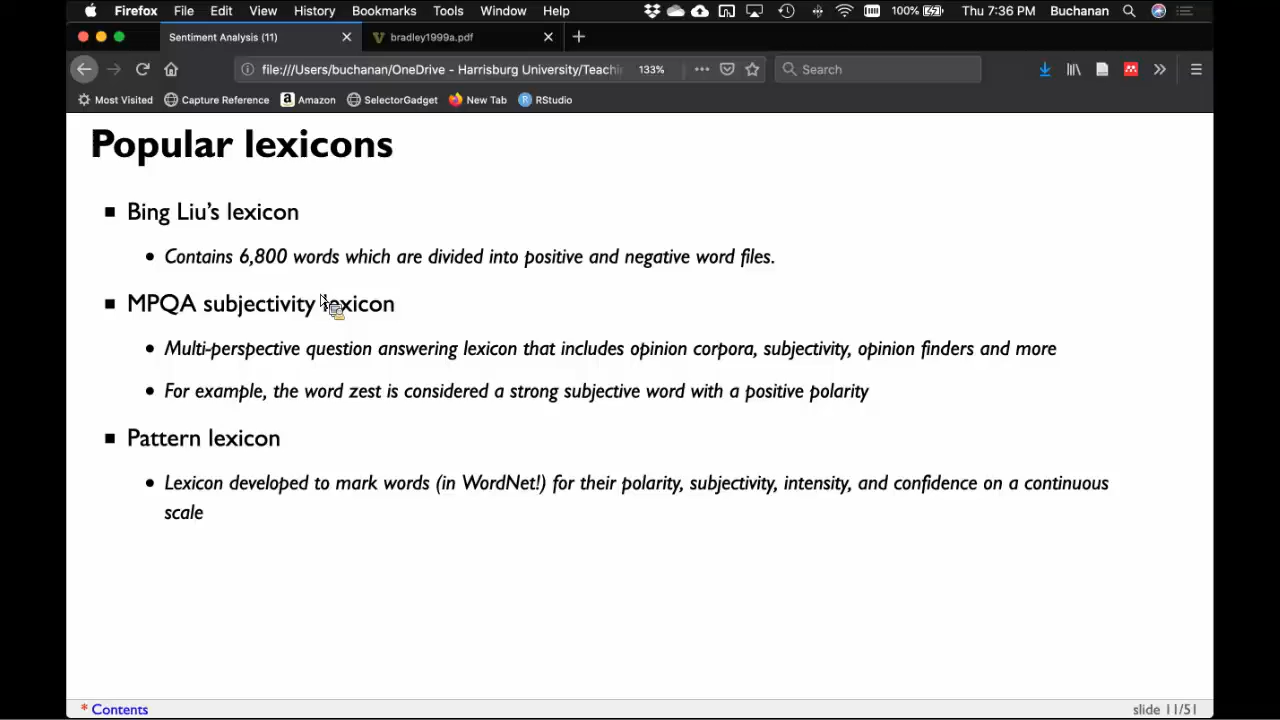 Firefox File Edit View History Bookmarks Tools Window Help 100% Thu 7:36 PM Buchanan
Sentiment Analysis (11) bradley1999a.pdf
file:///Users/buchanan/OneDrive - Harrisburg University/Teachi 133% Search
Most Visited Capture Reference Amazon SelectorGadget New Tab RStudio
Popular lexicons
Bing Liu's lexicon
Contains 6,800 words which are divided into positive and negative word files.
MPQA subjectivity lexicon
Multi-perspective question answering lexicon that includes opinion corpora, subjectivity, opinion finders and more
For example, the word zest is considered a strong subjective word with a positive polarity
Pattern lexicon
Lexicon developed to mark words (in WordNet!) for their polarity, subjectivity, intensity, and confidence on a continuous
scale
* Contents slide 11/51